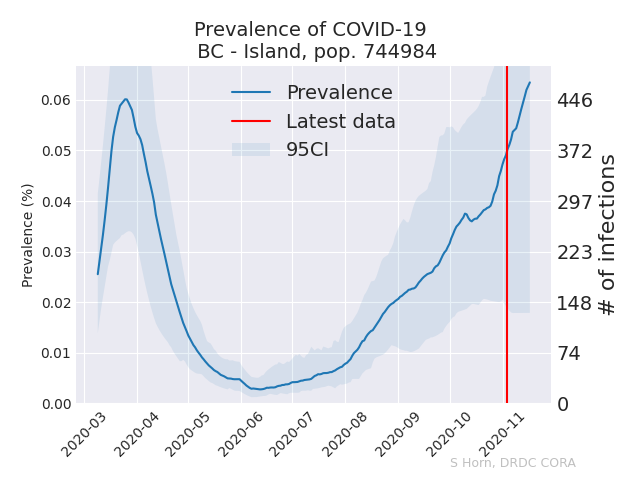 Prevalence of COVID-19
BC - Island, pop. 744984
Prevalence
Latest data
95CI
Prevalence (%)
0.06
0.05
0.04
0.03
0.02
0.01
0.00
446
372
297
223
148
74
0
# of infections
2020-03
2020-04
2020-05
2020-06
2020-07
2020-08
2020-09
2020-10
2020-11
S Horn, DRDC CORA